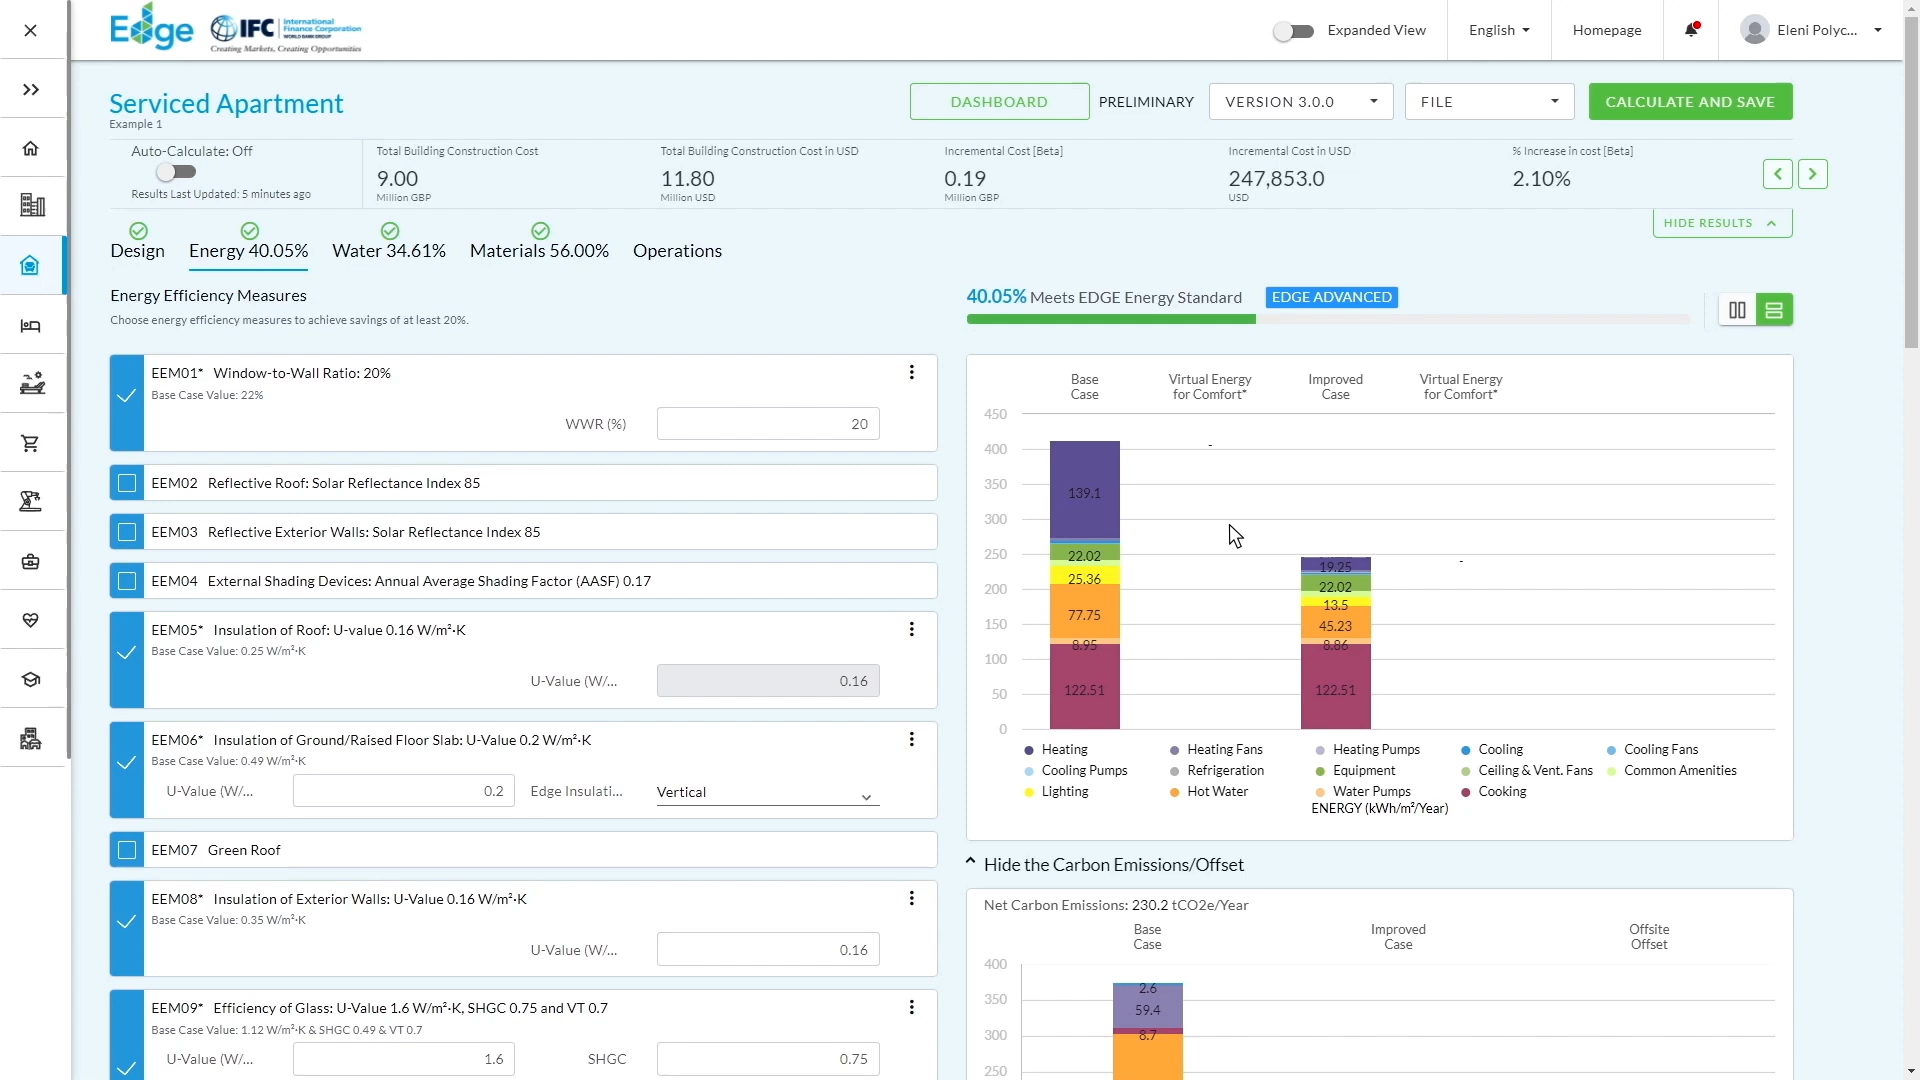 Edge
IFC
International
Finance Corporation
WORLD BANK GROUP
Creating Markets, Creating Opportunities
Expanded View
English
Homepage
Eleni Polyc...
Serviced Apartment
Example 1
DASHBOARD
PRELIMINARY
VERSION 3.0.0
FILE
CALCULATE AND SAVE
Auto-Calculate: Off
Results Last Updated: 5 minutes ago
Total Building Construction Cost
9.00
Million GBP
Total Building Construction Cost in USD
11.80
Million USD
Incremental Cost [Beta]
0.19
Million GBP
Incremental Cost in USD
247,853.0
USD
% Increase in cost [Beta]
2.10%
HIDE RESULTS
Design
Energy 40.05%
Water 34.61%
Materials 56.00%
Operations
Energy Efficiency Measures
Choose energy efficiency measures to achieve savings of at least 20%.
40.05% Meets EDGE Energy Standard
EDGE ADVANCED
EEM01* Window-to-Wall Ratio: 20%
Base Case Value: 22%
WWR (%)
20
EEM02 Reflective Roof: Solar Reflectance Index 85
EEM03 Reflective Exterior Walls: Solar Reflectance Index 85
EEM04 External Shading Devices: Annual Average Shading Factor (AASF) 0.17
EEM05* Insulation of Roof: U-value 0.16 W/m²·K
Base Case Value: 0.25 W/m²·K
U-Value (W/...
0.16
EEM06* Insulation of Ground/Raised Floor Slab: U-Value 0.2 W/m²·K
Base Case Value: 0.49 W/m²·K
U-Value (W/...
0.2
Edge Insulati...
Vertical
EEM07 Green Roof
EEM08* Insulation of Exterior Walls: U-Value 0.16 W/m²·K
Base Case Value: 0.35 W/m²·K
U-Value (W/...
0.16
EEM09* Efficiency of Glass: U-Value 1.6 W/m²·K, SHGC 0.75 and VT 0.7
Base Case Value: 1.12 W/m²·K & SHGC 0.49 & VT 0.7
U-Value (W/...
1.6
SHGC
0.75
Base
Case
Virtual Energy
for Comfort*
Improved
Case
Virtual Energy
for Comfort*
450
400
350
300
250
200
150
100
50
0
139.1
22.02
25.36
77.75
8.95
122.51
-
19.25
22.02
13.5
45.23
8.86
122.51
-
Heating
Heating Fans
Heating Pumps
Cooling
Cooling Fans
Cooling Pumps
Refrigeration
Equipment
Ceiling & Vent. Fans
Common Amenities
Lighting
Hot Water
Water Pumps
Cooking
ENERGY (kWh/m²/Year)
Hide the Carbon Emissions/Offset
Net Carbon Emissions: 230.2 tCO2e/Year
Base
Case
Improved
Case
Offsite
Offset
400
350
300
250
2.6
59.4
8.7